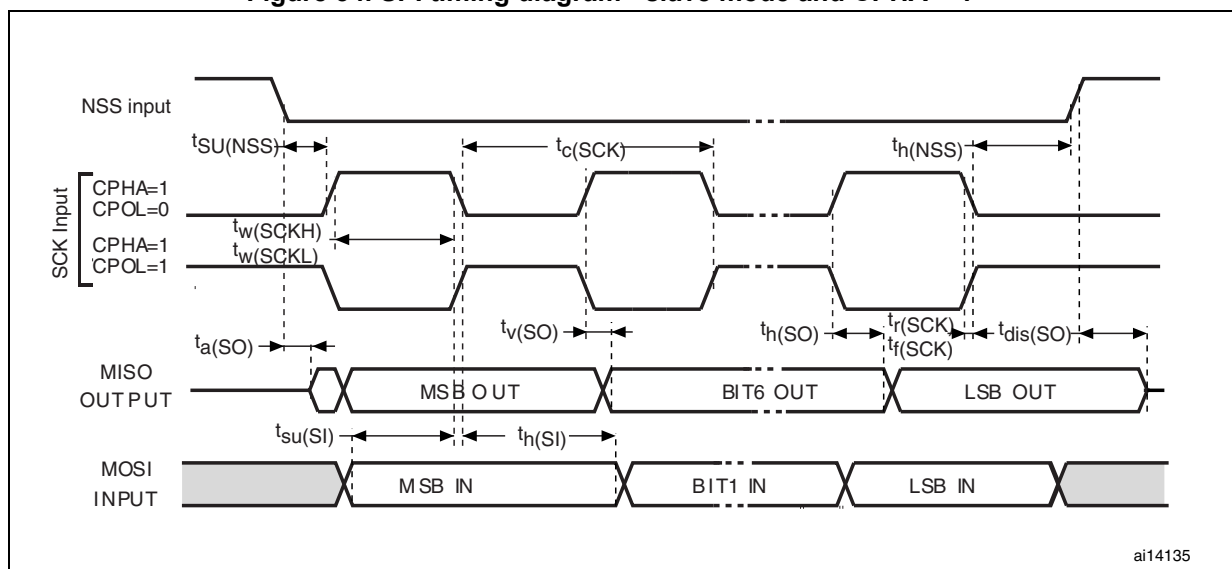 NSS input
tSU(NSS)
tc(SCK)
th(NSS)
SCK Input
CPHA=1
CPOL=0
tw(SCKH)
CPHA=1
tw(SCKL)
CPOL=1
ta(SO)
tv(SO)
th(SO)
tr(SCK)
tf(SCK)
tdis(SO)
MISO
OUTPUT
MSB OUT
BIT6 OUT
LSB OUT
tsu(SI)
th(SI)
MOSI
INPUT
MSB IN
BIT1 IN
LSB IN
ai14135